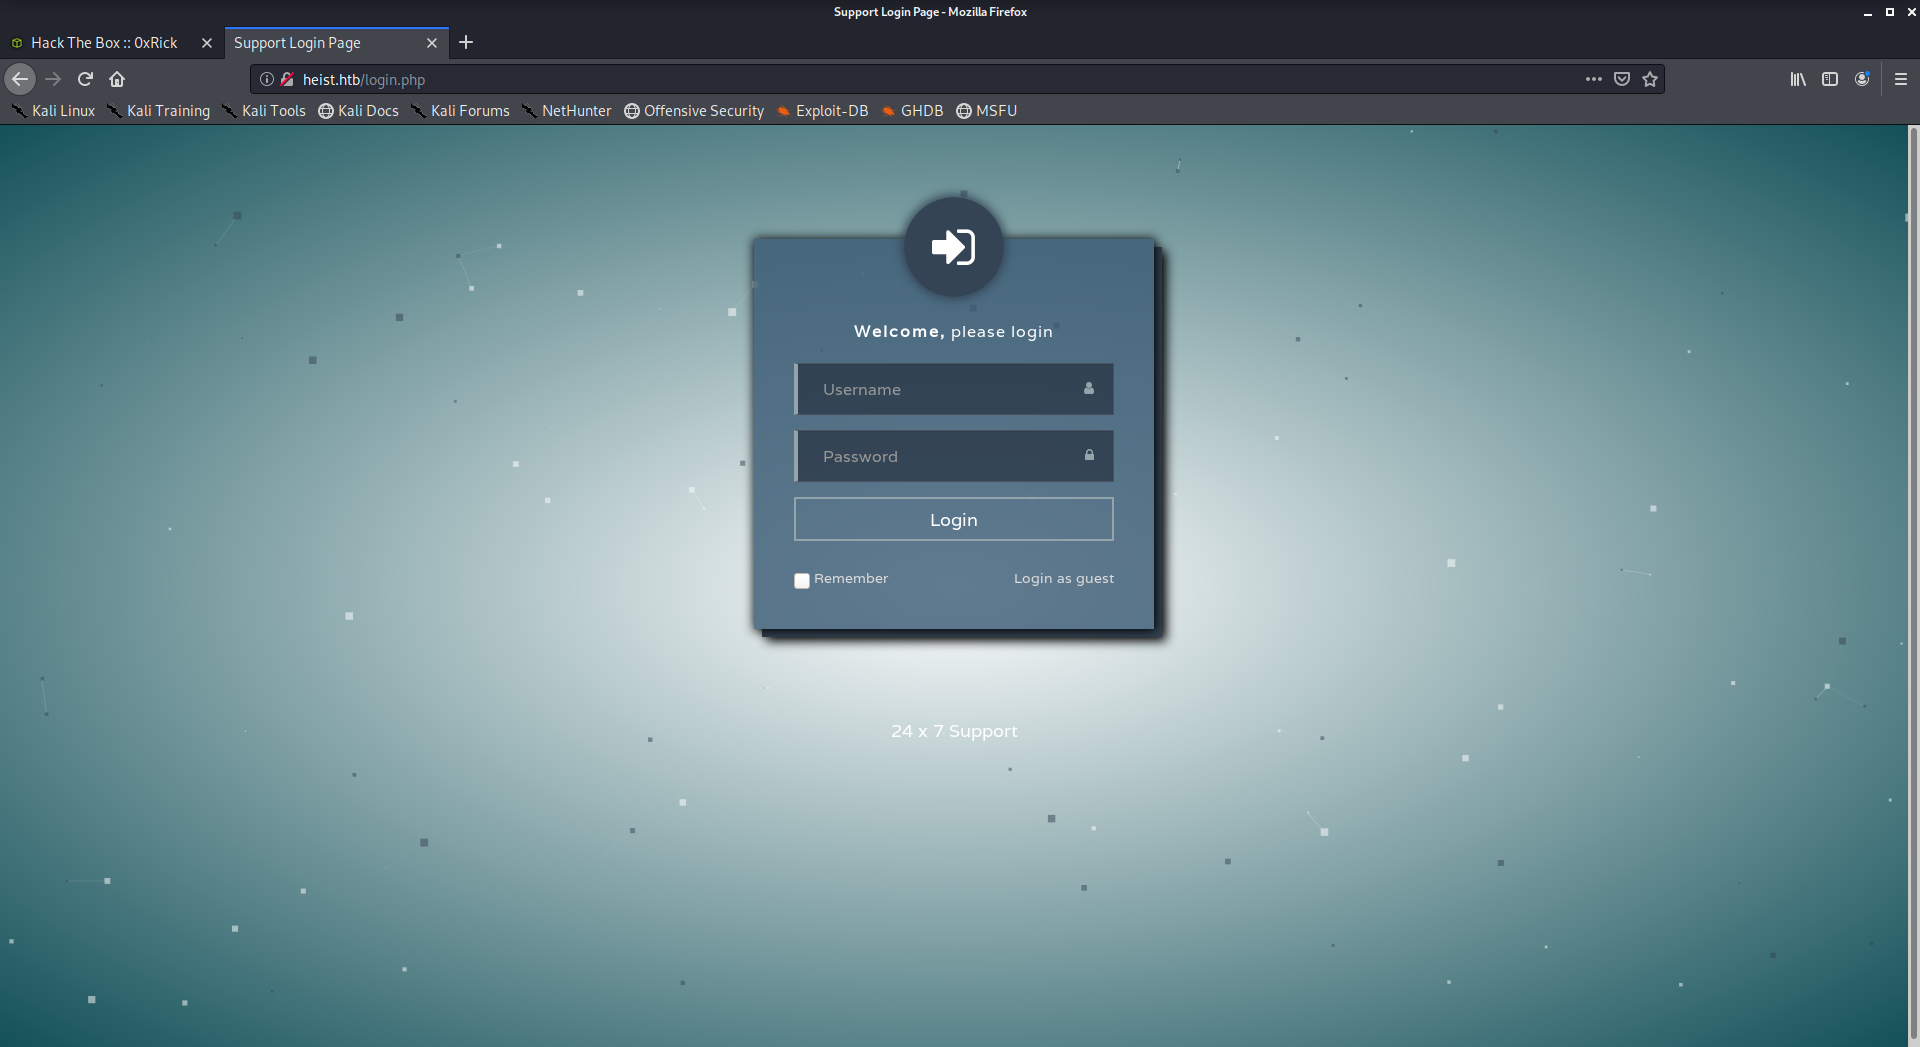 Support Login Page - Mozilla Firefox
Hack The Box :: 0xRick
Support Login Page
heist.htb/login.php
Kali Linux Kali Training Kali Tools Kali Docs Kali Forums NetHunter Offensive Security Exploit-DB GHDB MSFU
Welcome, please login
Username
Password
Login
Remember Login as guest
24 x 7 Support